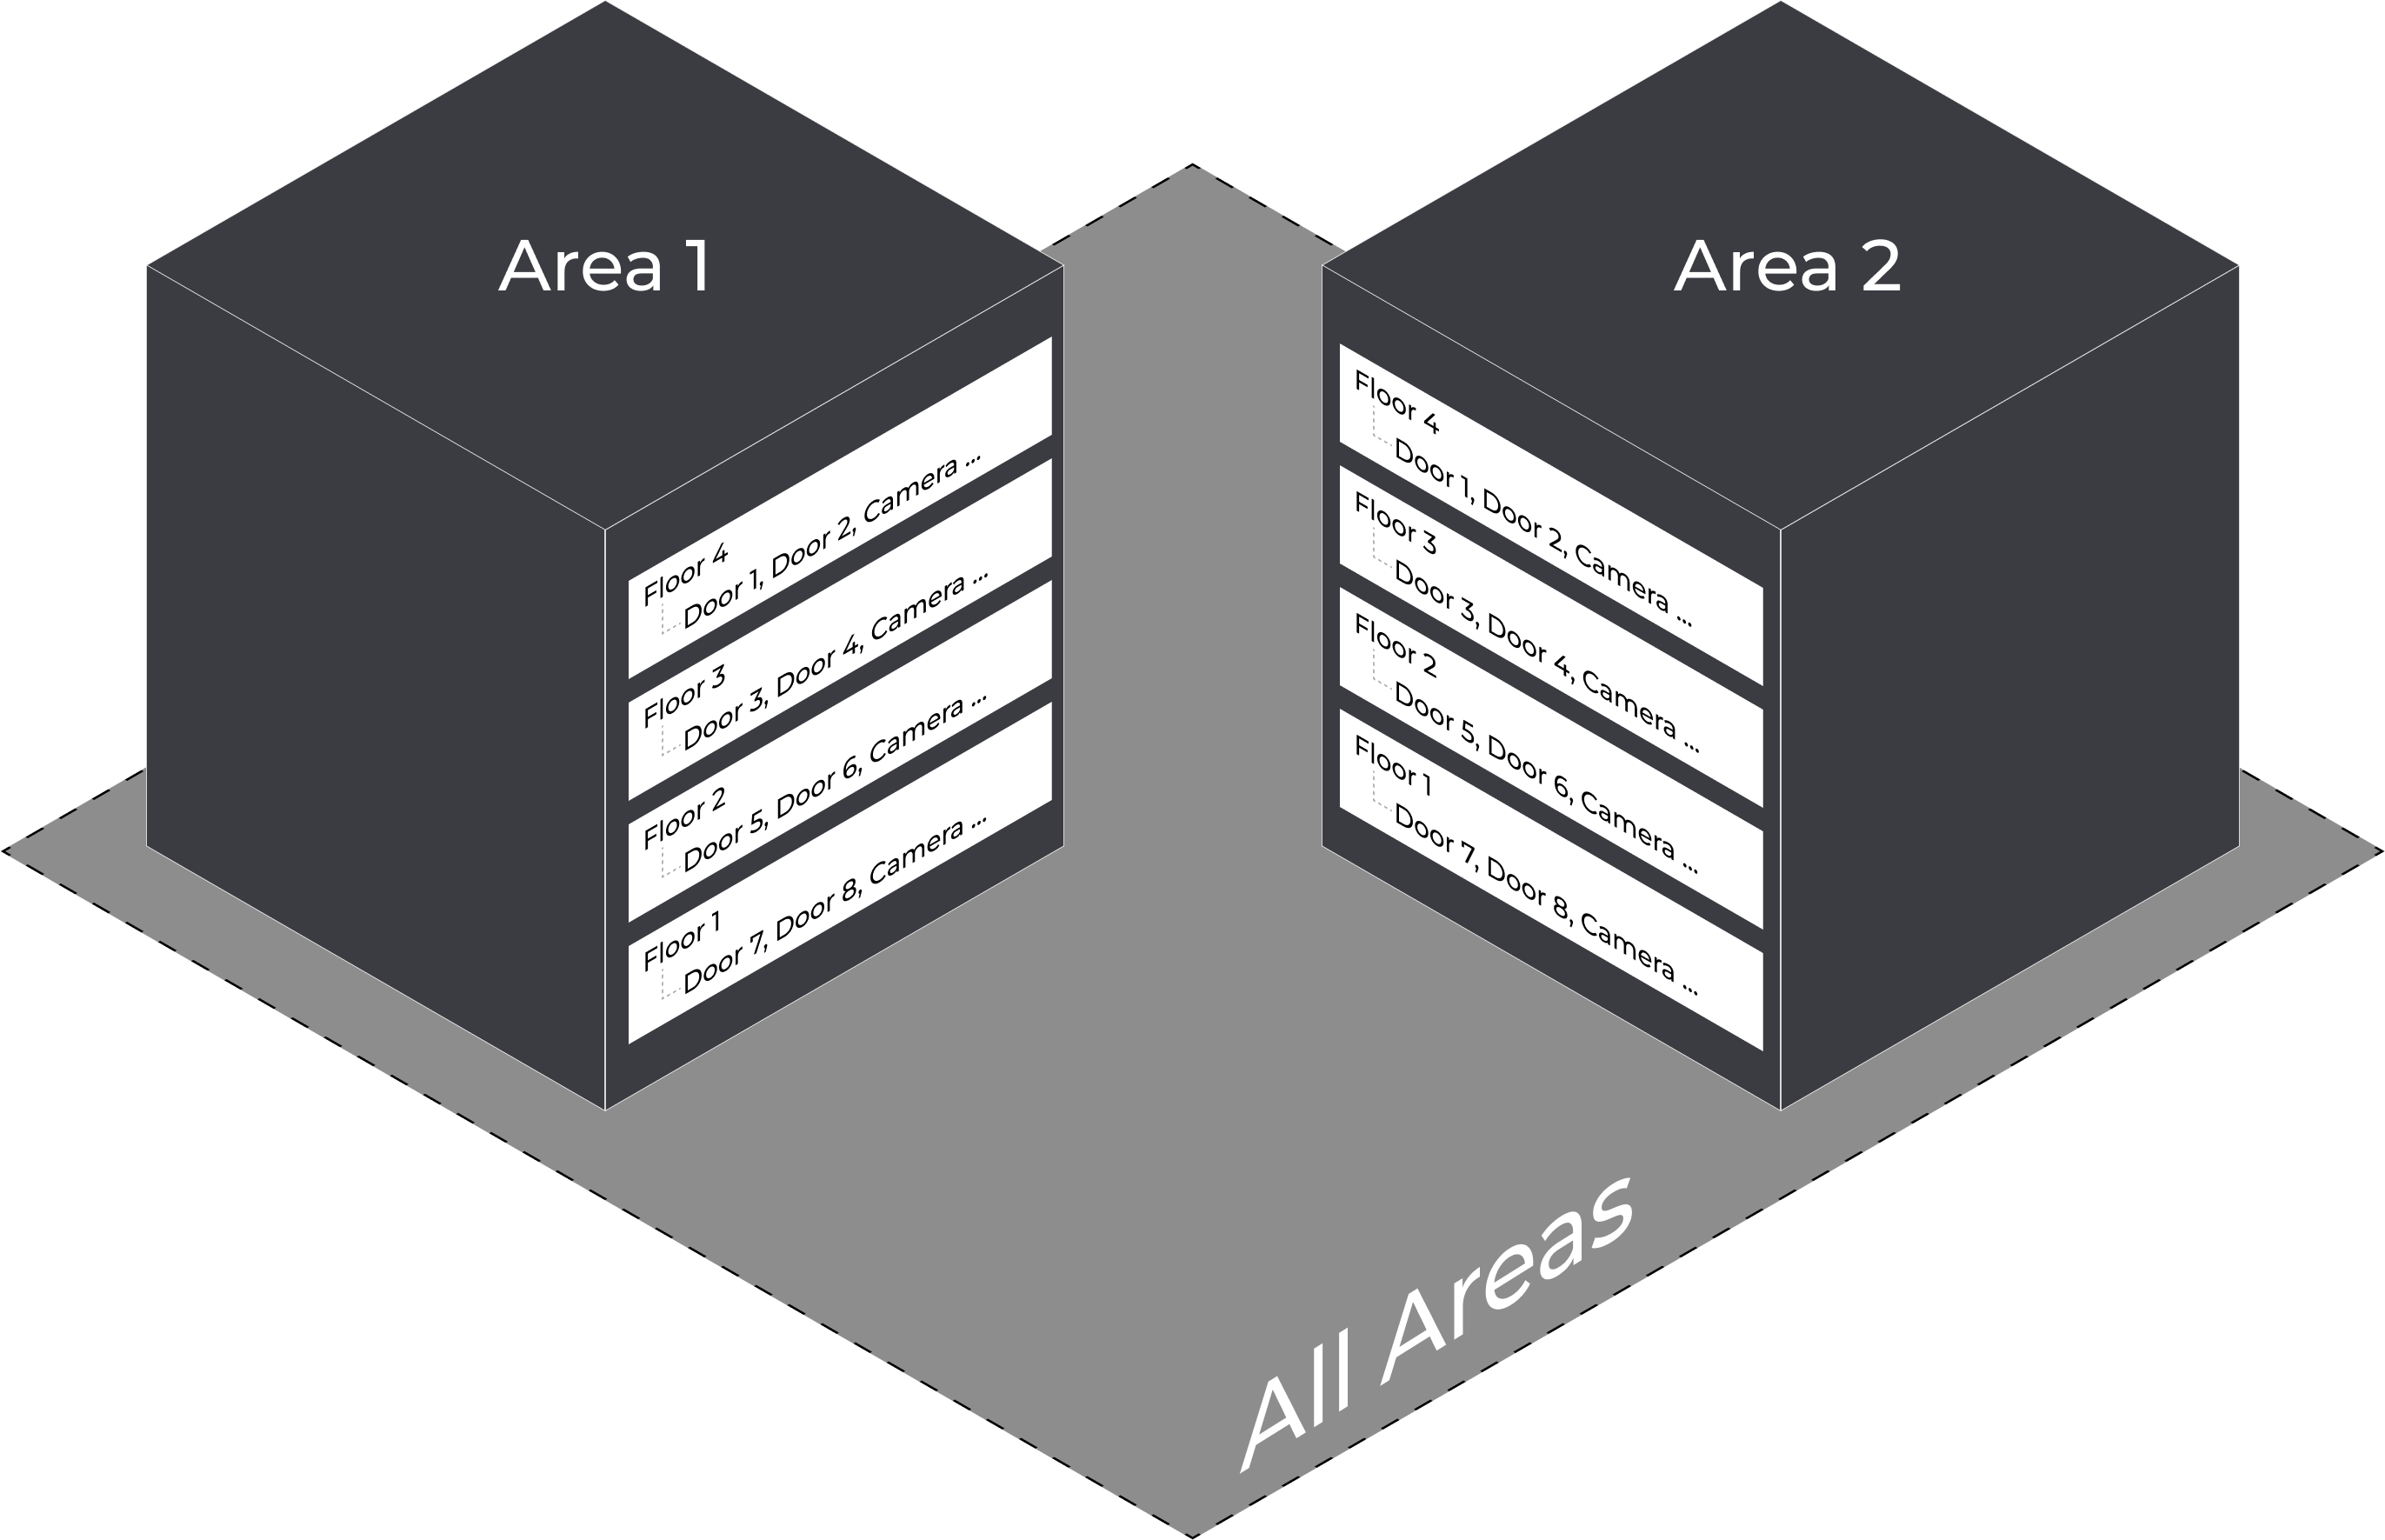 Area 1
Floor 4
Door 1, Door 2, Camera ...
Floor 3
Door 3, Door 4, Camera ...
Floor 2
Door 5, Door 6, Camera ...
Floor 1
Door 7, Door 8, Camera ...
Area 2
Floor 4
Door 1, Door 2, Camera ...
Floor 3
Door 3, Door 4, Camera ...
Floor 2
Door 5, Door 6, Camera ...
Floor 1
Door 7, Door 8, Camera ...
All Areas